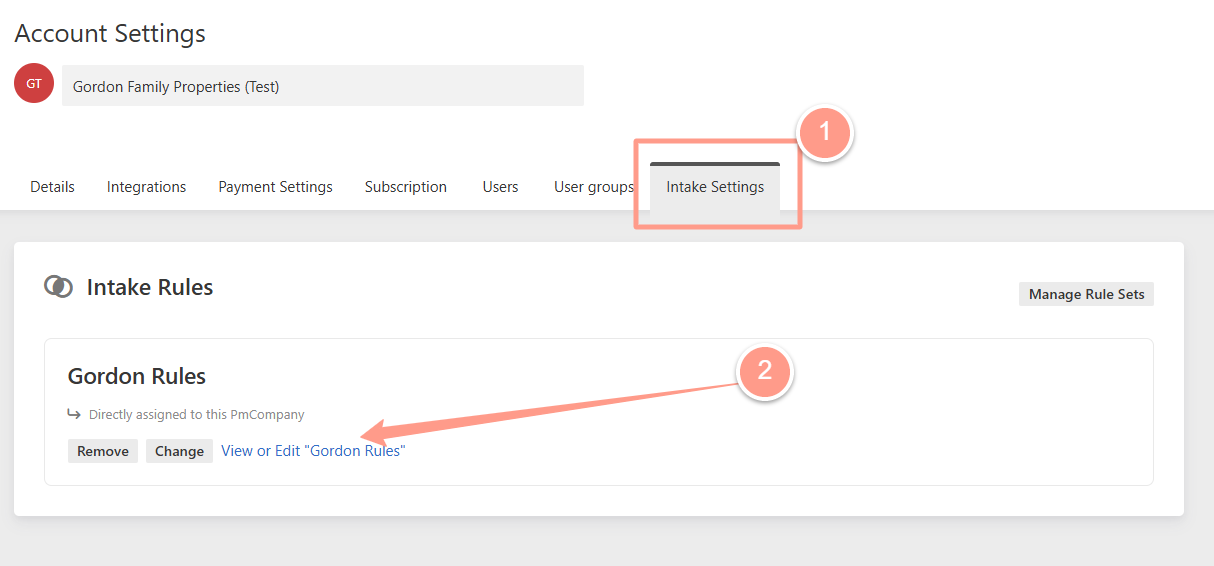 Account Settings
GT
Gordon Family Properties (Test)
1
Details Integrations Payment Settings Subscription Users User groups Intake Settings
Intake Rules
Manage Rule Sets
Gordon Rules
2
Directly assigned to this PmCompany
Remove Change View or Edit "Gordon Rules"